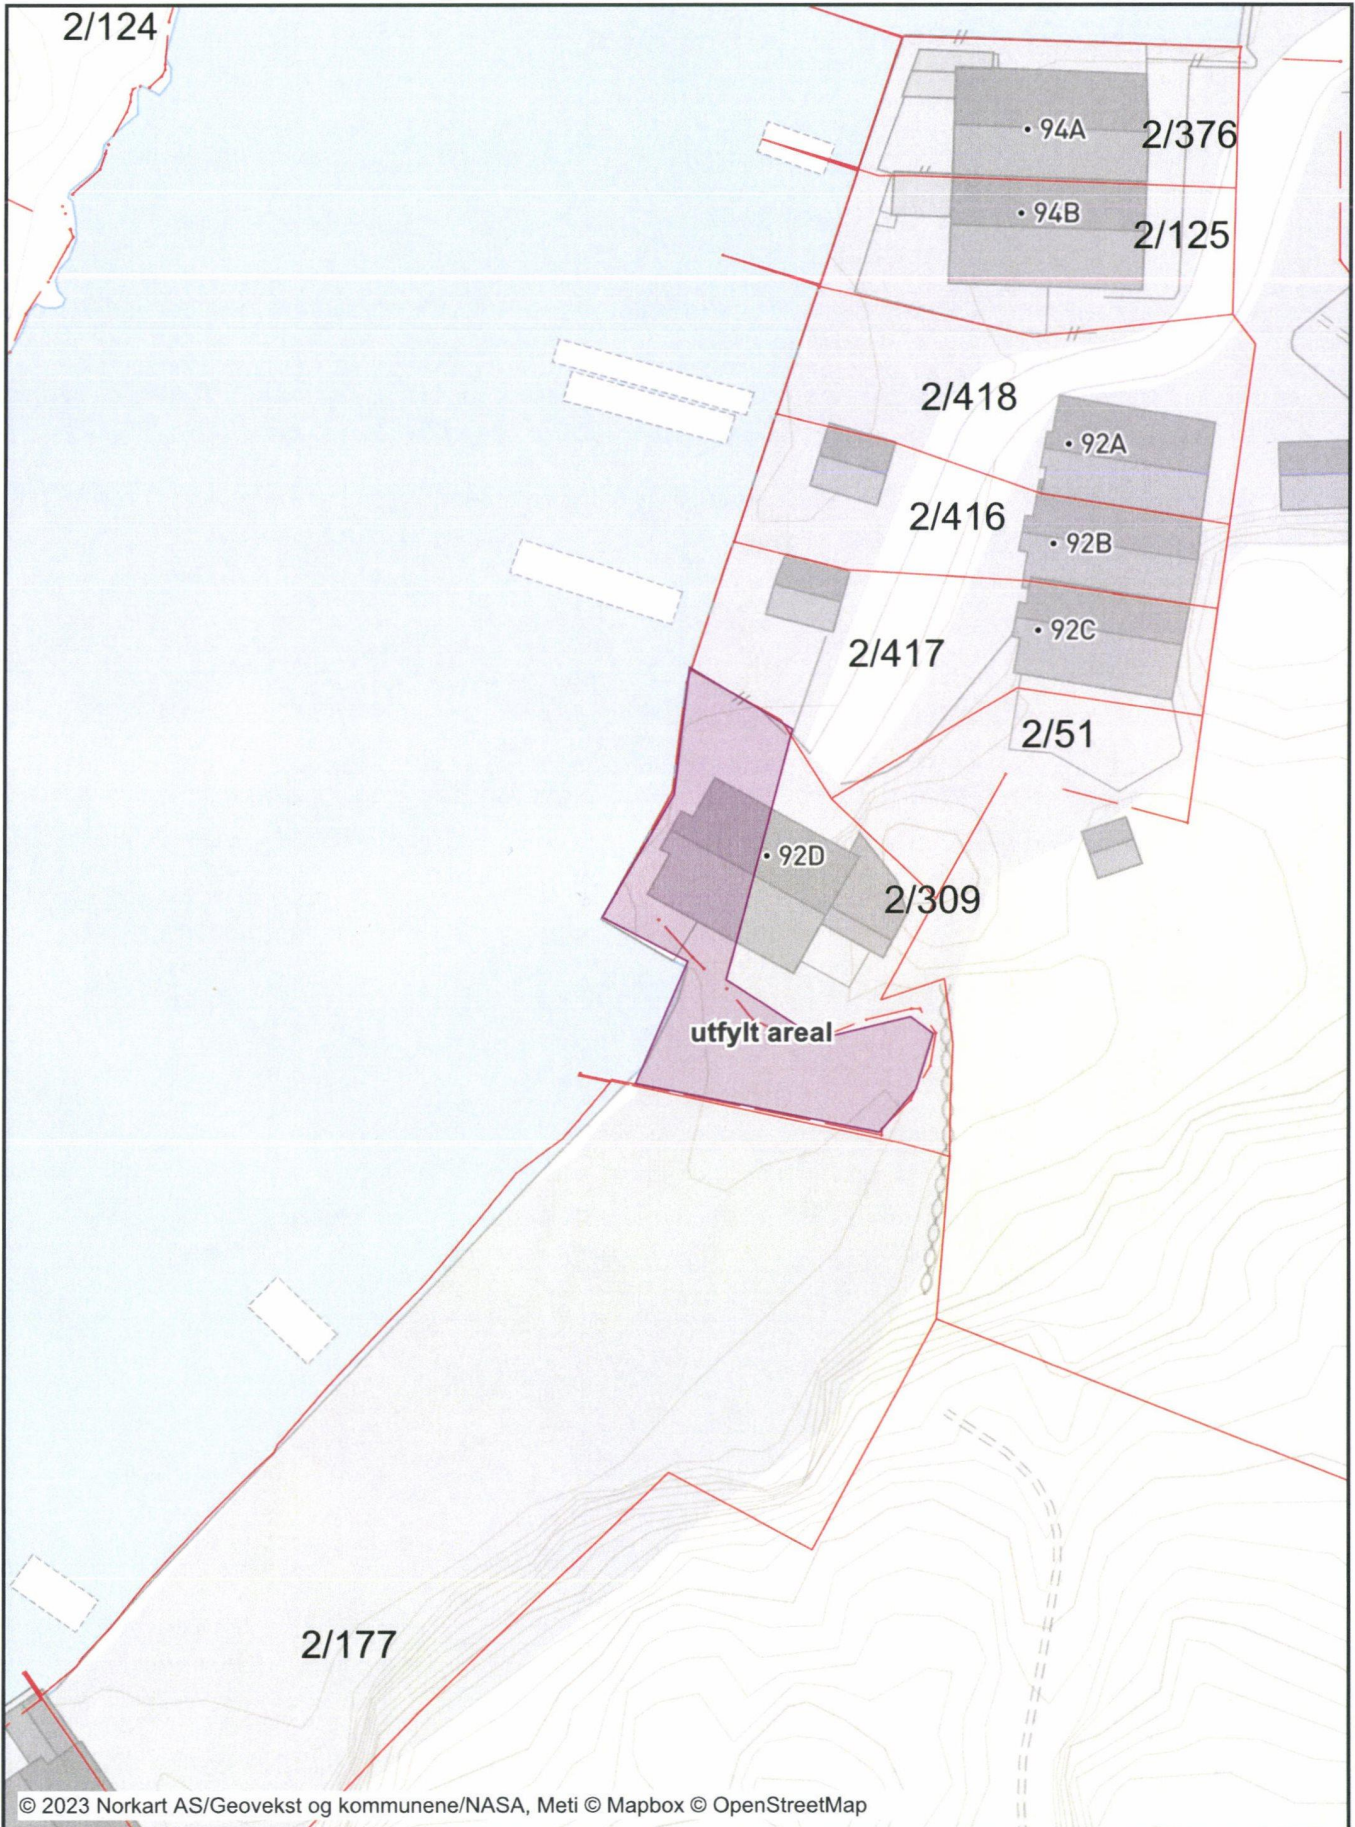 2/124
94A
2/376
94B
2/125
2/418
92A
2/416
92B
92C
2/417
2/51
92D
2/309
utfylt areal
2/177
© 2023 Norkart AS/Geovekst og kommunene/NASA, Meti © Mapbox © OpenStreetMap